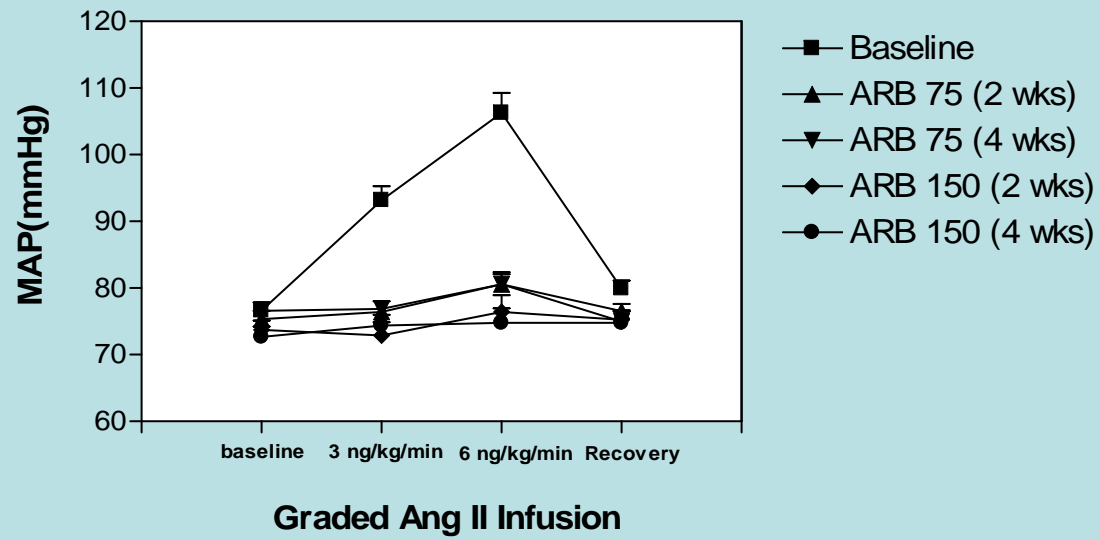 120
110
100
90
80
70
60
MAP(mmHg)
baseline 3 ng/kg/min 6 ng/kg/min Recovery
Graded Ang II Infusion
Baseline
ARB 75 (2 wks)
ARB 75 (4 wks)
ARB 150 (2 wks)
ARB 150 (4 wks)